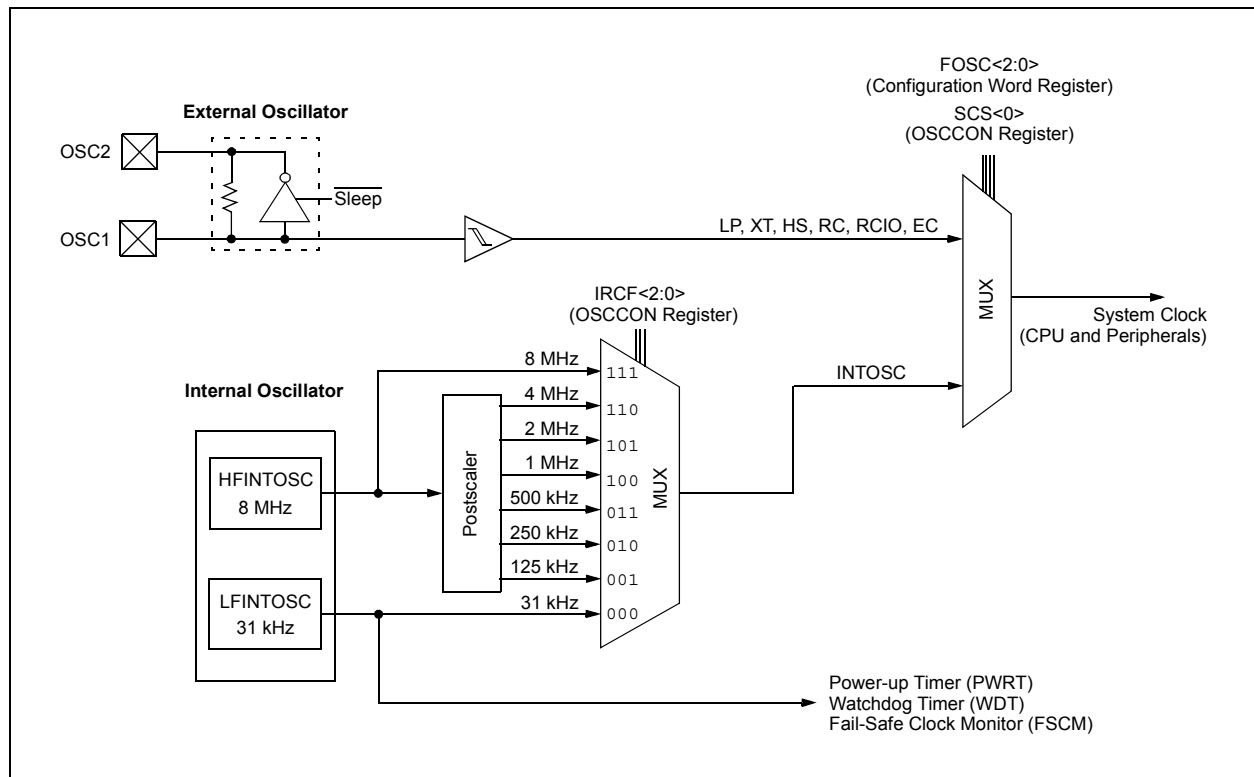 FOSC<2:0>
(Configuration Word Register)
SCS<0>
(OSCCON Register)
External Oscillator
OSC2
Sleep
OSC1
LP, XT, HS, RC, RCIO, EC
IRCF<2:0>
(OSCCON Register)
MUX
System Clock
(CPU and Peripherals)
INTOSC
Internal Oscillator
HFINTOSC
8 MHz
LFINTOSC
31 kHz
Postscaler
8 MHz 111
4 MHz 110
2 MHz 101
1 MHz 100
500 kHz 011
250 kHz 010
125 kHz 001
31 kHz 000
MUX
Power-up Timer (PWRT)
Watchdog Timer (WDT)
Fail-Safe Clock Monitor (FSCM)